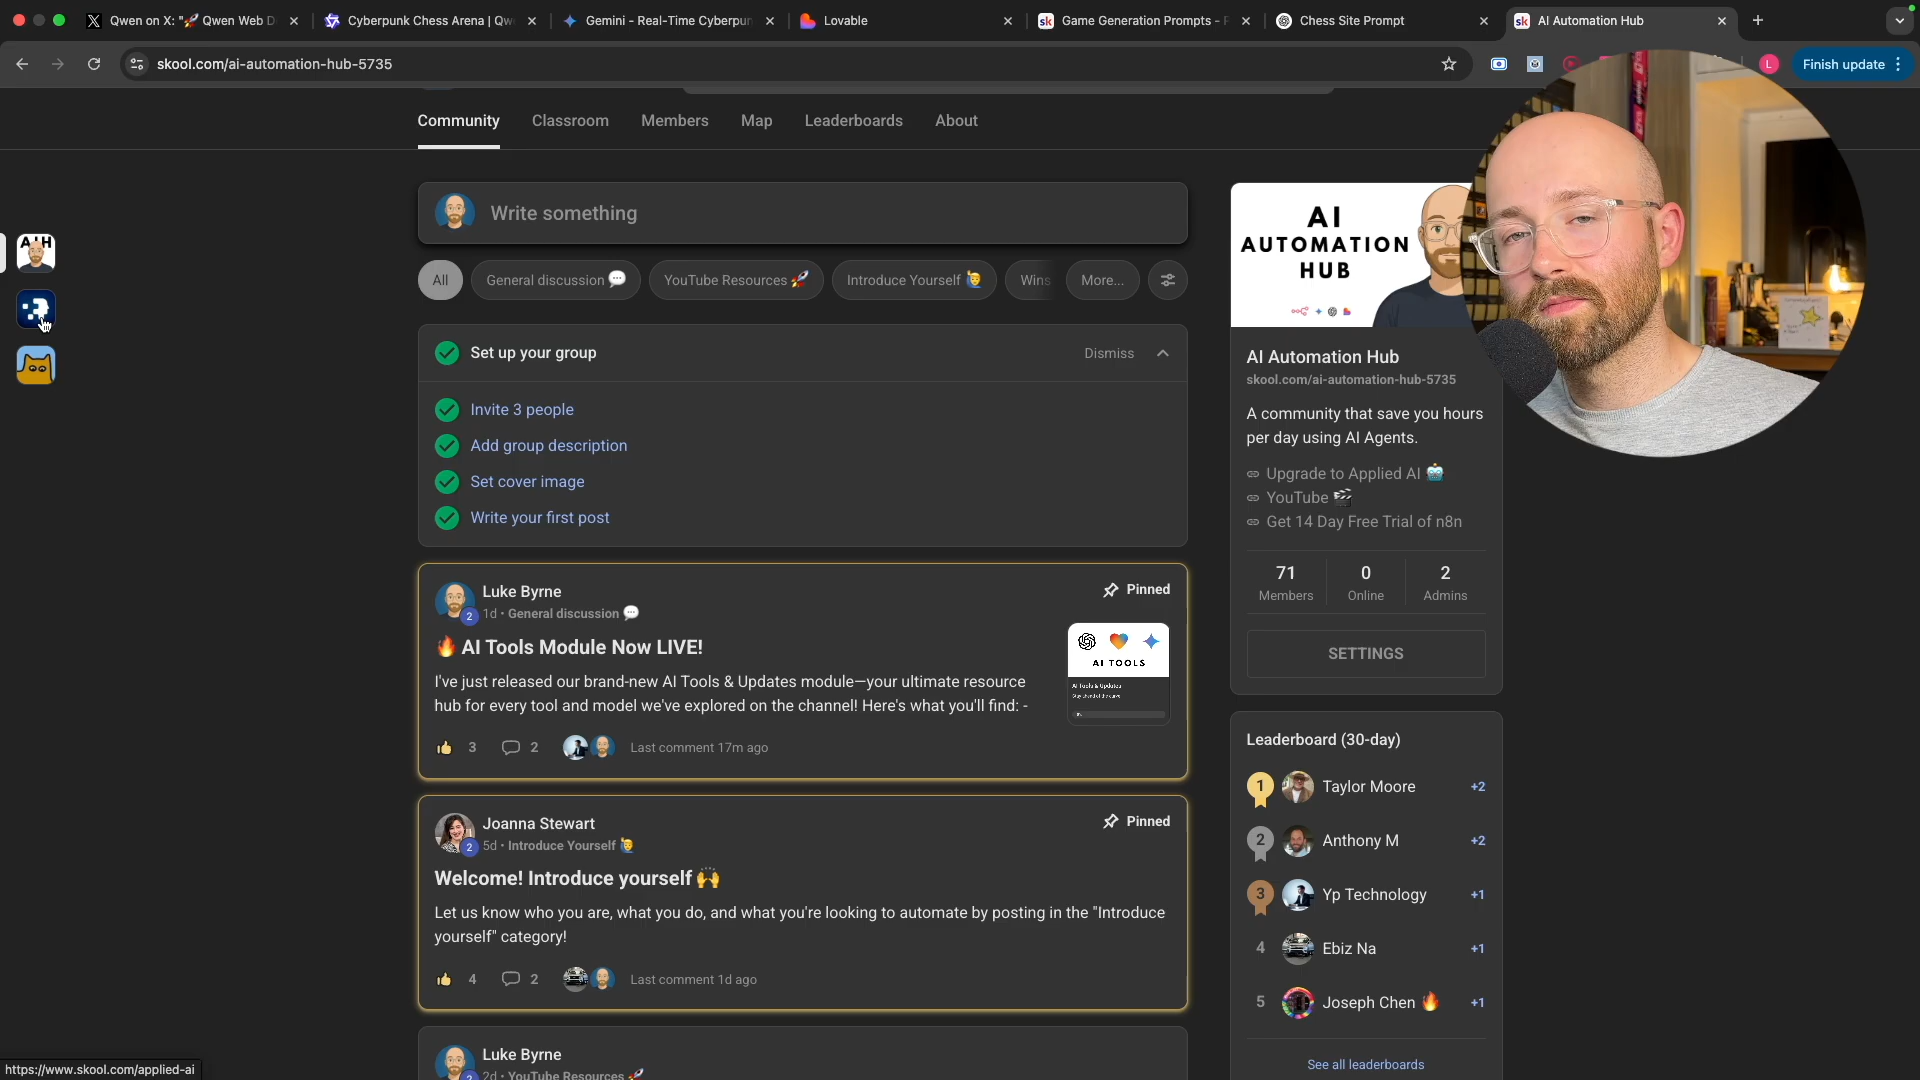 Qwen on X: "🚀 Qwen Web D
Cyberpunk Chess Arena | Qw
Gemini - Real-Time Cyberpun
Lovable
Game Generation Prompts - F
Chess Site Prompt
AI Automation Hub
skool.com/ai-automation-hub-5735
L
Finish update
Community
Classroom
Members
Map
Leaderboards
About
Write something
All
General discussion 💬
YouTube Resources 🚀
Introduce Yourself 🙋‍♂️
Wins
More...
Set up your group
Dismiss
Invite 3 people
Add group description
Set cover image
Write your first post
Luke Byrne
Pinned
2
1d • General discussion 💬
🔥 AI Tools Module Now LIVE!
I've just released our brand-new AI Tools & Updates module—your ultimate resource
hub for every tool and model we've explored on the channel! Here's what you'll find: -
AI TOOLS
AI Tools & Updates
Stay ahead of the curve
3
2
Last comment 17m ago
Joanna Stewart
Pinned
2
5d • Introduce Yourself 🙋‍♂️
Welcome! Introduce yourself 🙌
Let us know who you are, what you do, and what you're looking to automate by posting in the "Introduce
yourself" category!
4
2
Last comment 1d ago
Luke Byrne
2
2d • YouTube Resources 🚀
AI
AUTOMATION
HUB
AI Automation Hub
skool.com/ai-automation-hub-5735
A community that save you hours
per day using AI Agents.
Upgrade to Applied AI 🤖
YouTube 🎬
Get 14 Day Free Trial of n8n
71
Members
0
Online
2
Admins
SETTINGS
Leaderboard (30-day)
1
Taylor Moore
+2
2
Anthony M
+2
3
Yp Technology
+1
4
Ebiz Na
+1
5
Joseph Chen 🔥
+1
See all leaderboards
https://www.skool.com/applied-ai